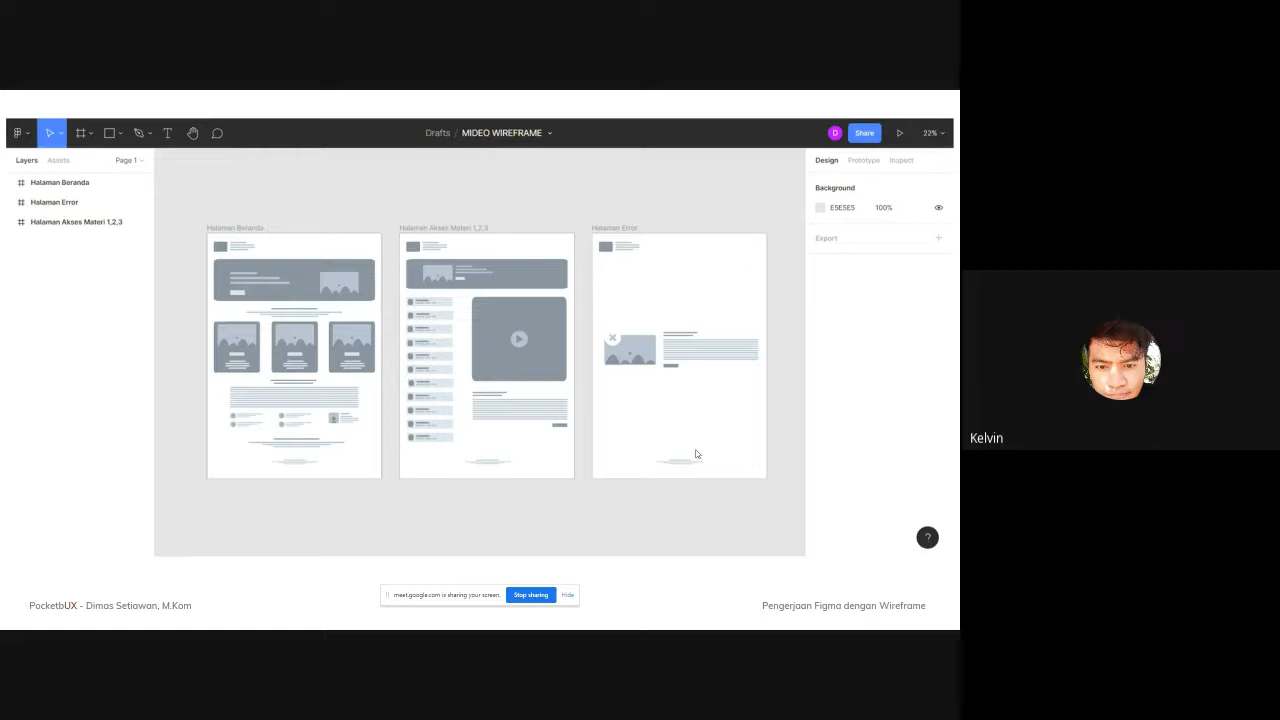 Drafts / MIDEO WIREFRAME
D
Share
22%
Layers
Assets
Page 1
Halaman Beranda
Halaman Error
Halaman Akses Materi 1,2,3
Halaman Beranda
Halaman Akses Materi 1,2,3
Halaman Error
Design
Prototype
Inspect
Background
E5E5E5
100%
Export
?
Kelvin
meet.google.com is sharing your screen.
Stop sharing
Hide
PocketbUX - Dimas Setiawan, M.Kom
Pengerjaan Figma dengan Wireframe